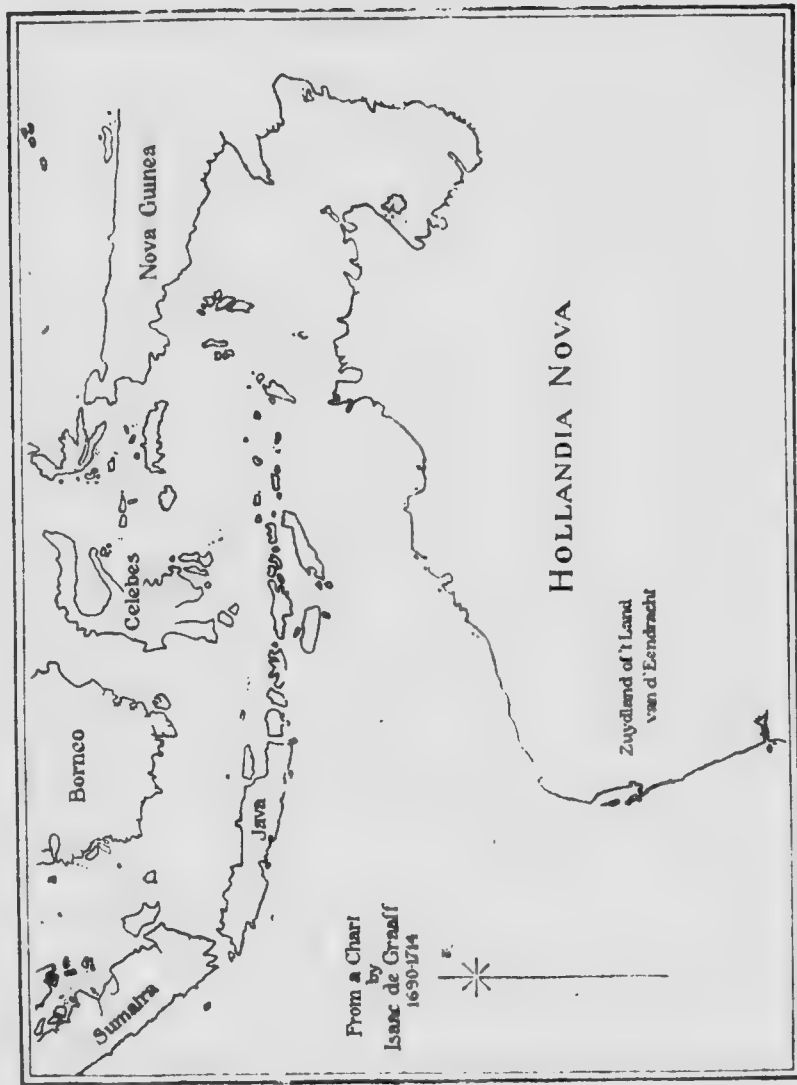 Nova Guinea
Celebes
Borneo
Java
Sumatra
HOLLANDIA NOVA
Zuydland of 't Land
van d'Eendracht
From a Chart
by
Isaac de Graaff
1690-1714